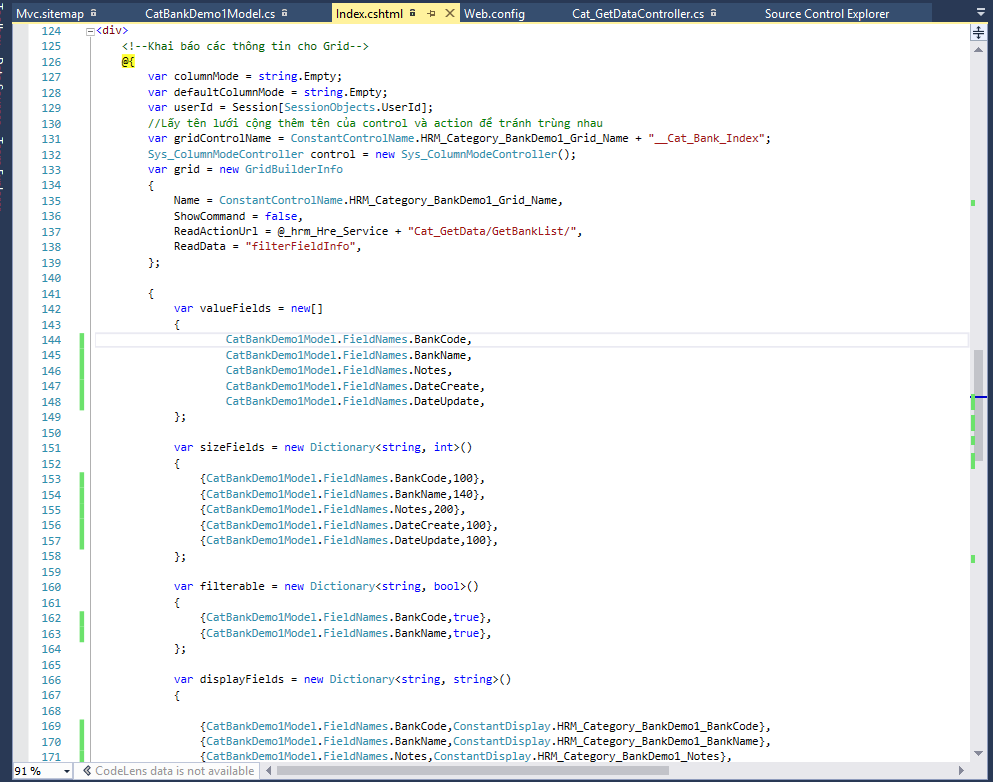 Mvc.sitemap CatBankDemo1Model.cs Index.cshtml Web.config Cat_GetDataController.cs Source Control Explorer
124 <div>
125 <!--Khai báo các thông tin cho Grid-->
126 @{
127 var columnMode = string.Empty;
128 var defaultColumnMode = string.Empty;
129 var userId = Session[SessionObjects.UserId];
130 //Lấy tên lưới cộng thêm tên của control và action để tránh trùng nhau
131 var gridControlName = ConstantControlName.HRM_Category_BankDemo1_Grid_Name + "__Cat_Bank_Index";
132 Sys_ColumnModeController control = new Sys_ColumnModeController();
133 var grid = new GridBuilderInfo
134 {
135 Name = ConstantControlName.HRM_Category_BankDemo1_Grid_Name,
136 ShowCommand = false,
137 ReadActionUrl = @_hrm_Hre_Service + "Cat_GetData/GetBankList/",
138 ReadData = "filterFieldInfo",
139 };
140
141 {
142 var valueFields = new[]
143 {
144 CatBankDemo1Model.FieldNames.BankCode,
145 CatBankDemo1Model.FieldNames.BankName,
146 CatBankDemo1Model.FieldNames.Notes,
147 CatBankDemo1Model.FieldNames.DateCreate,
148 CatBankDemo1Model.FieldNames.DateUpdate,
149 };
150
151 var sizeFields = new Dictionary<string, int>()
152 {
153 {CatBankDemo1Model.FieldNames.BankCode,100},
154 {CatBankDemo1Model.FieldNames.BankName,140},
155 {CatBankDemo1Model.FieldNames.Notes,200},
156 {CatBankDemo1Model.FieldNames.DateCreate,100},
157 {CatBankDemo1Model.FieldNames.DateUpdate,100},
158 };
159
160 var filterable = new Dictionary<string, bool>()
161 {
162 {CatBankDemo1Model.FieldNames.BankCode,true},
163 {CatBankDemo1Model.FieldNames.BankName,true},
164 };
165
166 var displayFields = new Dictionary<string, string>()
167 {
168
169 {CatBankDemo1Model.FieldNames.BankCode,ConstantDisplay.HRM_Category_BankDemo1_BankCode},
170 {CatBankDemo1Model.FieldNames.BankName,ConstantDisplay.HRM_Category_BankDemo1_BankName},
171 {CatBankDemo1Model.FieldNames.Notes,ConstantDisplay.HRM_Category_BankDemo1_Notes},
91 % CodeLens data is not available